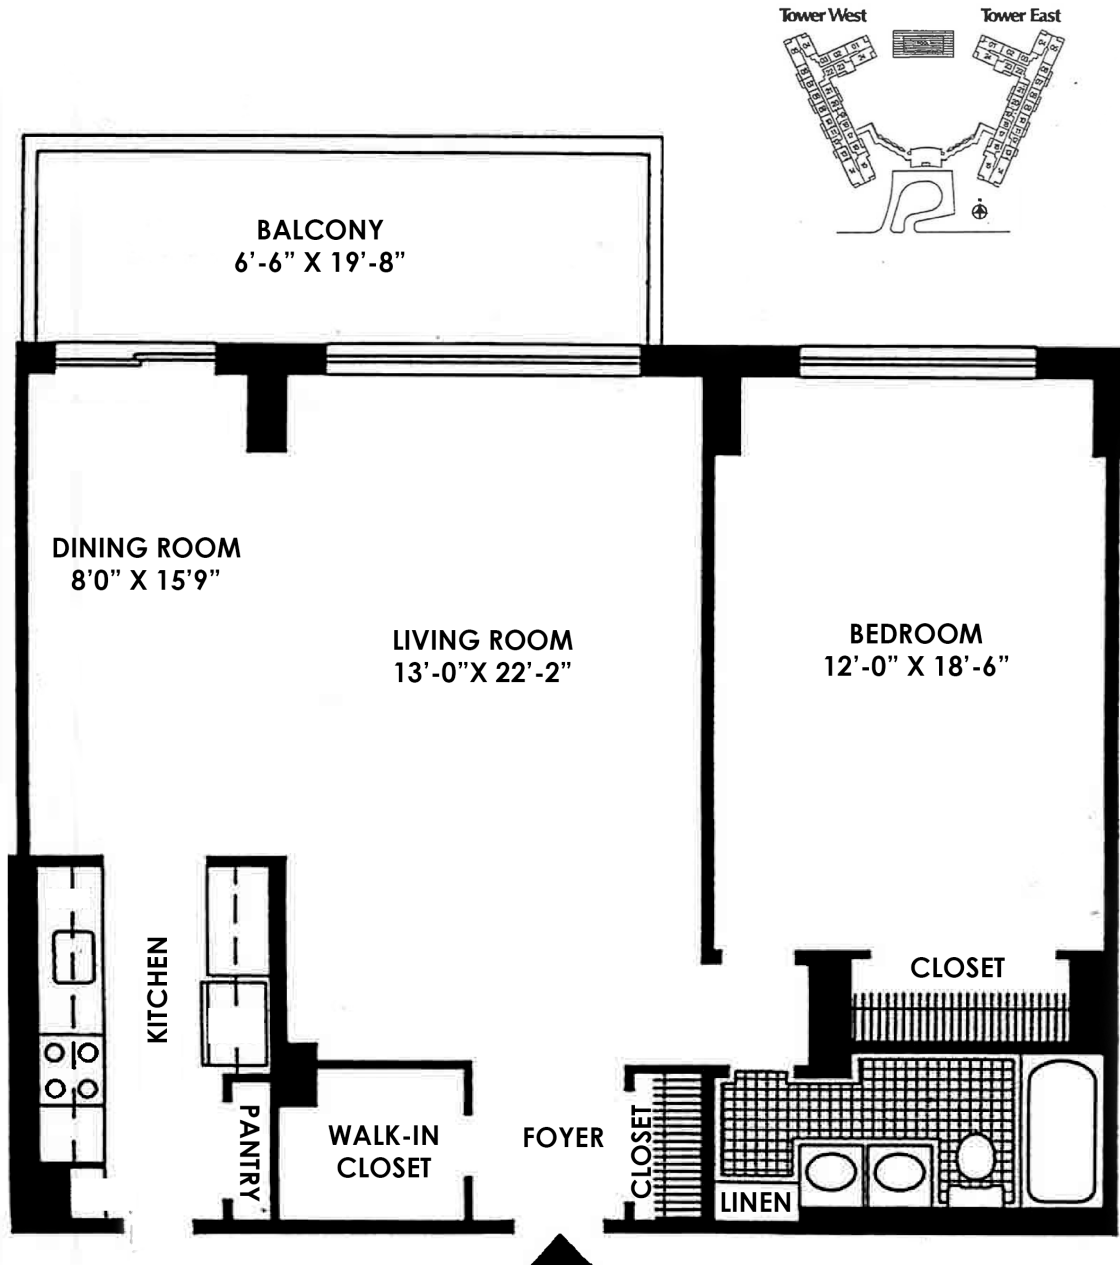 Tower West
Tower East
BALCONY
6'-6” X 19'-8”
DINING ROOM
8'0” X 15'9”
LIVING ROOM
13'-0”X 22'-2”
BEDROOM
12'-0” X 18'-6”
CLOSET
KITCHEN
PANTRY
WALK-IN
CLOSET
FOYER
CLOSET
LINEN